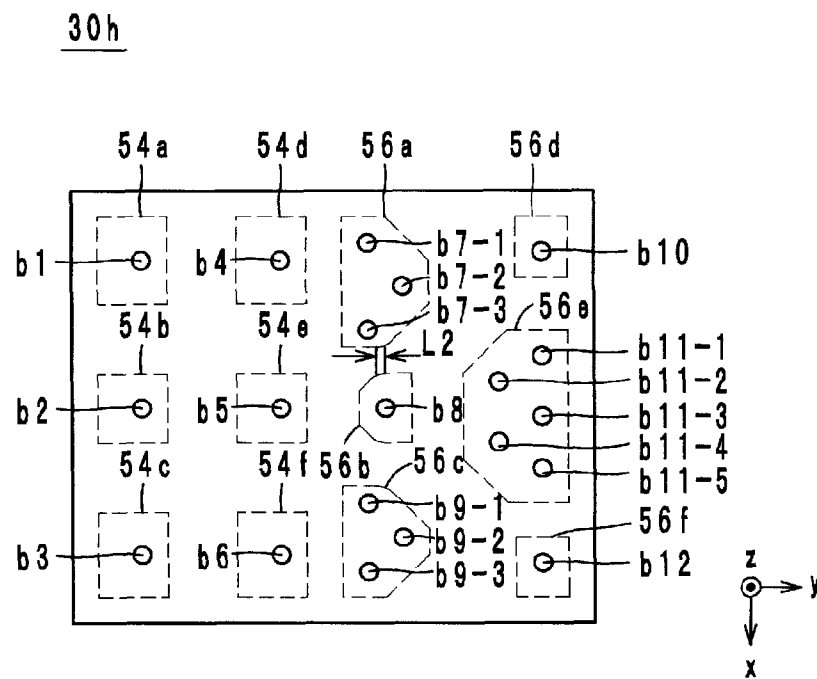 30h
54a 54d 56a 56d
b1 b4 b7-1 b10
b7-2
54b 54e b7-3 56e
L2 b11-1
b11-2
b2 b5 b8 b11-3
b11-4
54c 54f 56b 56c b11-5
b9-1 56f
b3 b6 b9-2 b12
b9-3
z
y
x